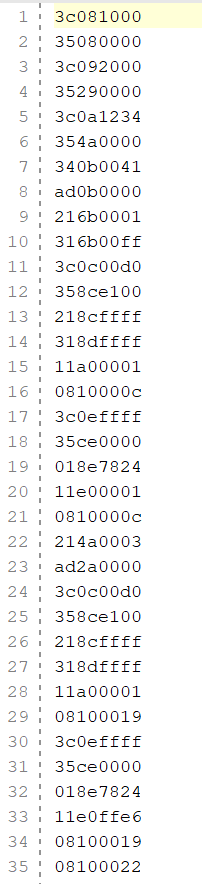 1 3c081000
2 35080000
3 3c092000
4 35290000
5 3c0a1234
6 354a0000
7 340b0041
8 ad0b0000
9 216b0001
10 316b00ff
11 3c0c00d0
12 358ce100
13 218cffff
14 318dffff
15 11a00001
16 0810000c
17 3c0effff
18 35ce0000
19 018e7824
20 11e00001
21 0810000c
22 214a0003
23 ad2a0000
24 3c0c00d0
25 358ce100
26 218cffff
27 318dffff
28 11a00001
29 08100019
30 3c0effff
31 35ce0000
32 018e7824
33 11e0ffe6
34 08100019
35 08100022